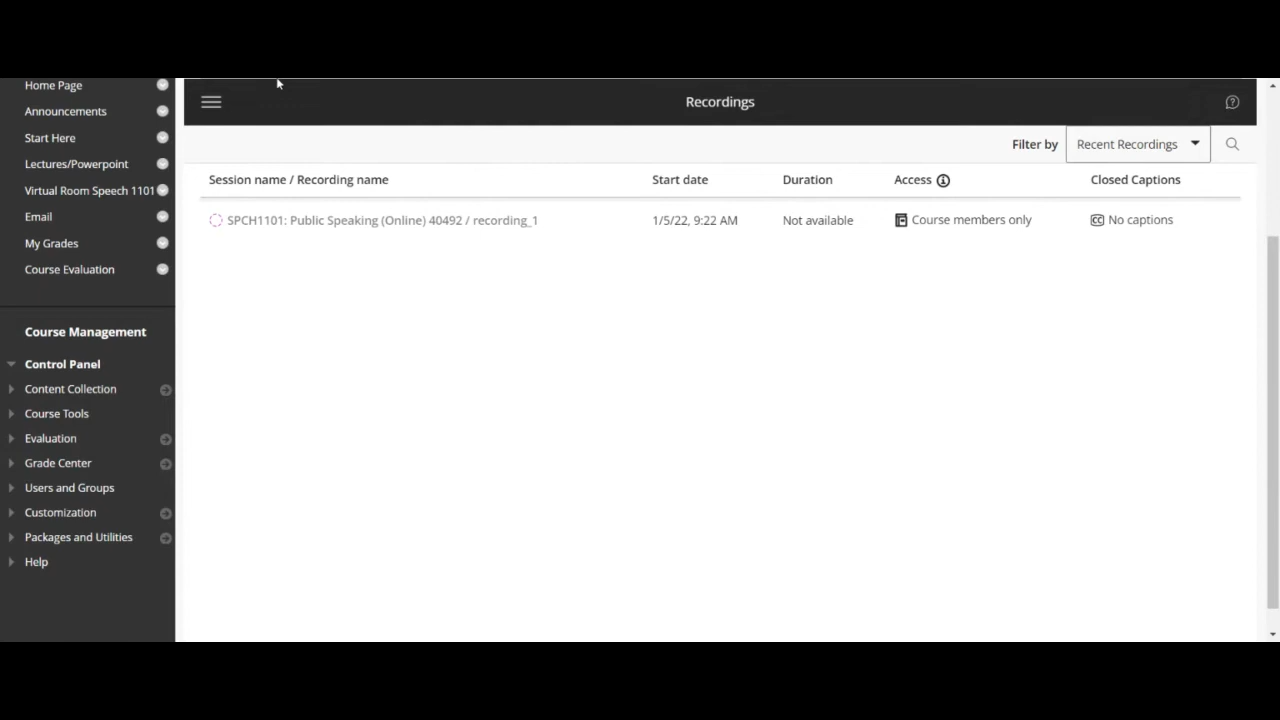 Home Page
Announcements
Start Here
Lectures/Powerpoint
Virtual Room Speech 1101
Email
My Grades
Course Evaluation
Course Management
Control Panel
Content Collection
Course Tools
Evaluation
Grade Center
Users and Groups
Customization
Packages and Utilities
Help
Recordings
Filter by Recent Recordings
Session name / Recording name Start date Duration Access Closed Captions
SPCH1101: Public Speaking (Online) 40492 / recording_1 1/5/22, 9:22 AM Not available Course members only CC No captions